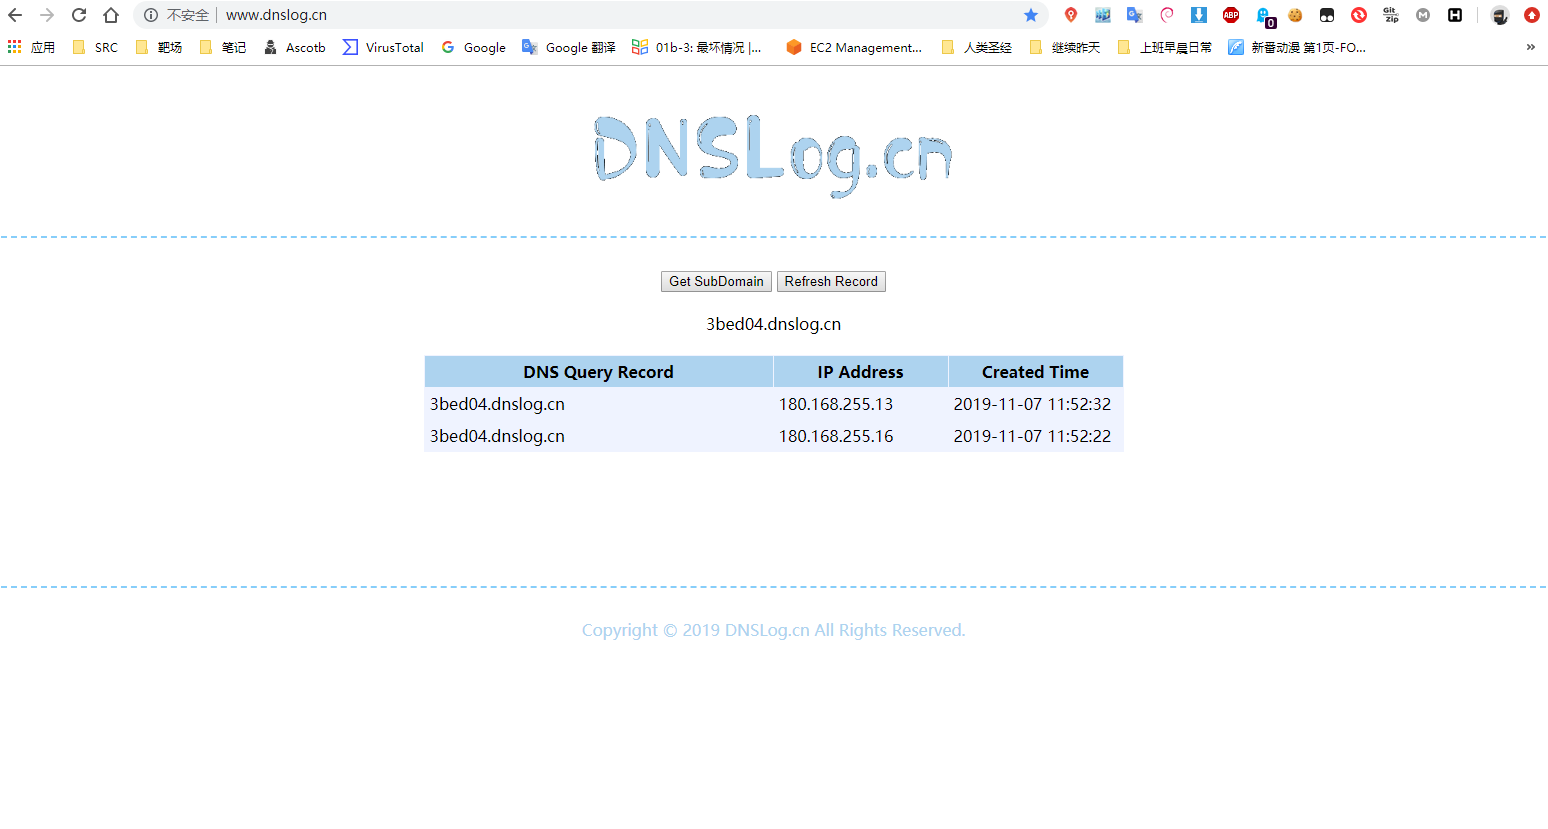 不安全 www.dnslog.cn ABP 0 Git Zip M H
应用 SRC 靶场 笔记 Ascotb VirusTotal Google Google 翻译 01b-3: 最坏情况 |... EC2 Management... 人类圣经 继续昨天 上班早晨日常 新番动漫 第1页-FO... »
DNSLog.cn
Get SubDomain Refresh Record
3bed04.dnslog.cn
DNS Query Record IP Address Created Time
3bed04.dnslog.cn 180.168.255.13 2019-11-07 11:52:32
3bed04.dnslog.cn 180.168.255.16 2019-11-07 11:52:22
Copyright © 2019 DNSLog.cn All Rights Reserved.